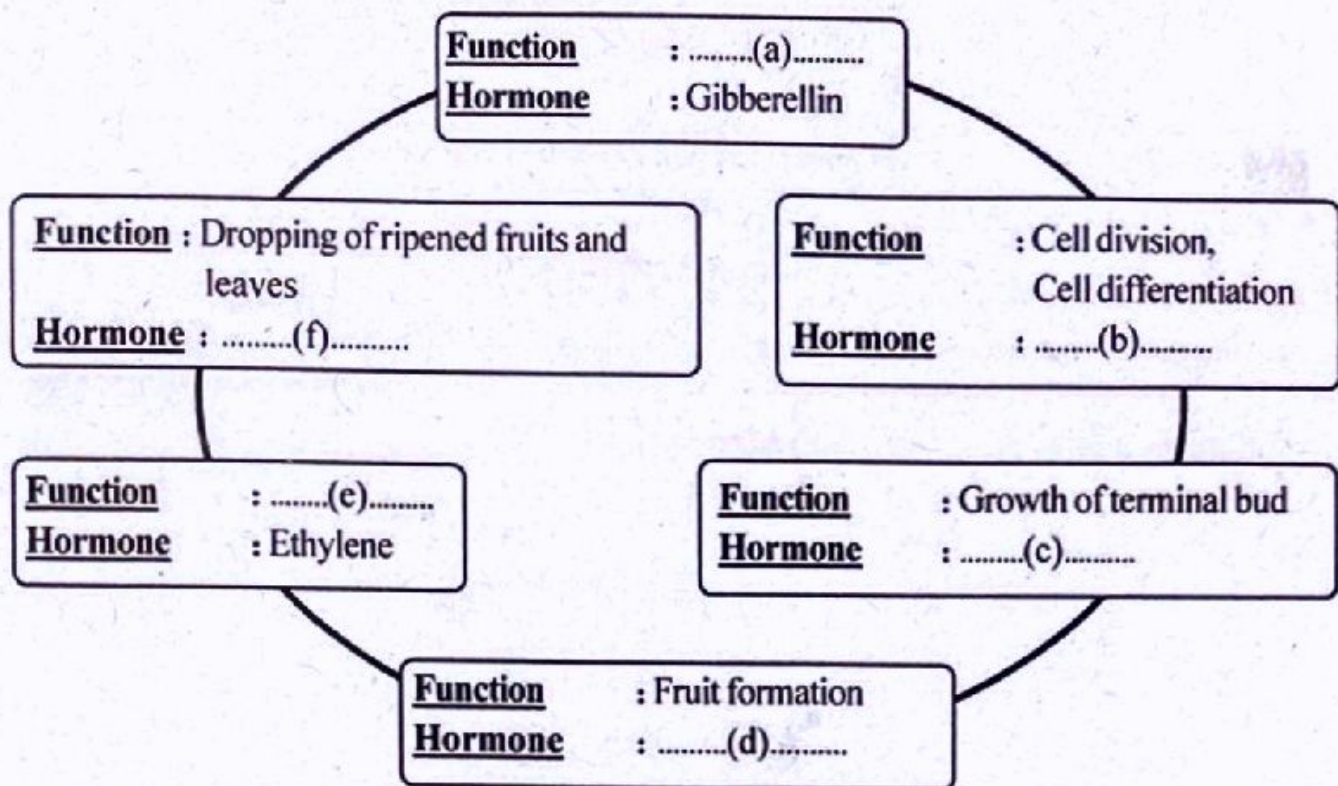 Function : .........(a)..........
Hormone : Gibberellin
Function : Dropping of ripened fruits and
leaves
Hormone : .........(f)..........
Function : Cell division,
Cell differentiation
Hormone : ........(b)..........
Function : ........(e).........
Hormone : Ethylene
Function : Growth of terminal bud
Hormone : .........(c)..........
Function : Fruit formation
Hormone : .........(d)..........